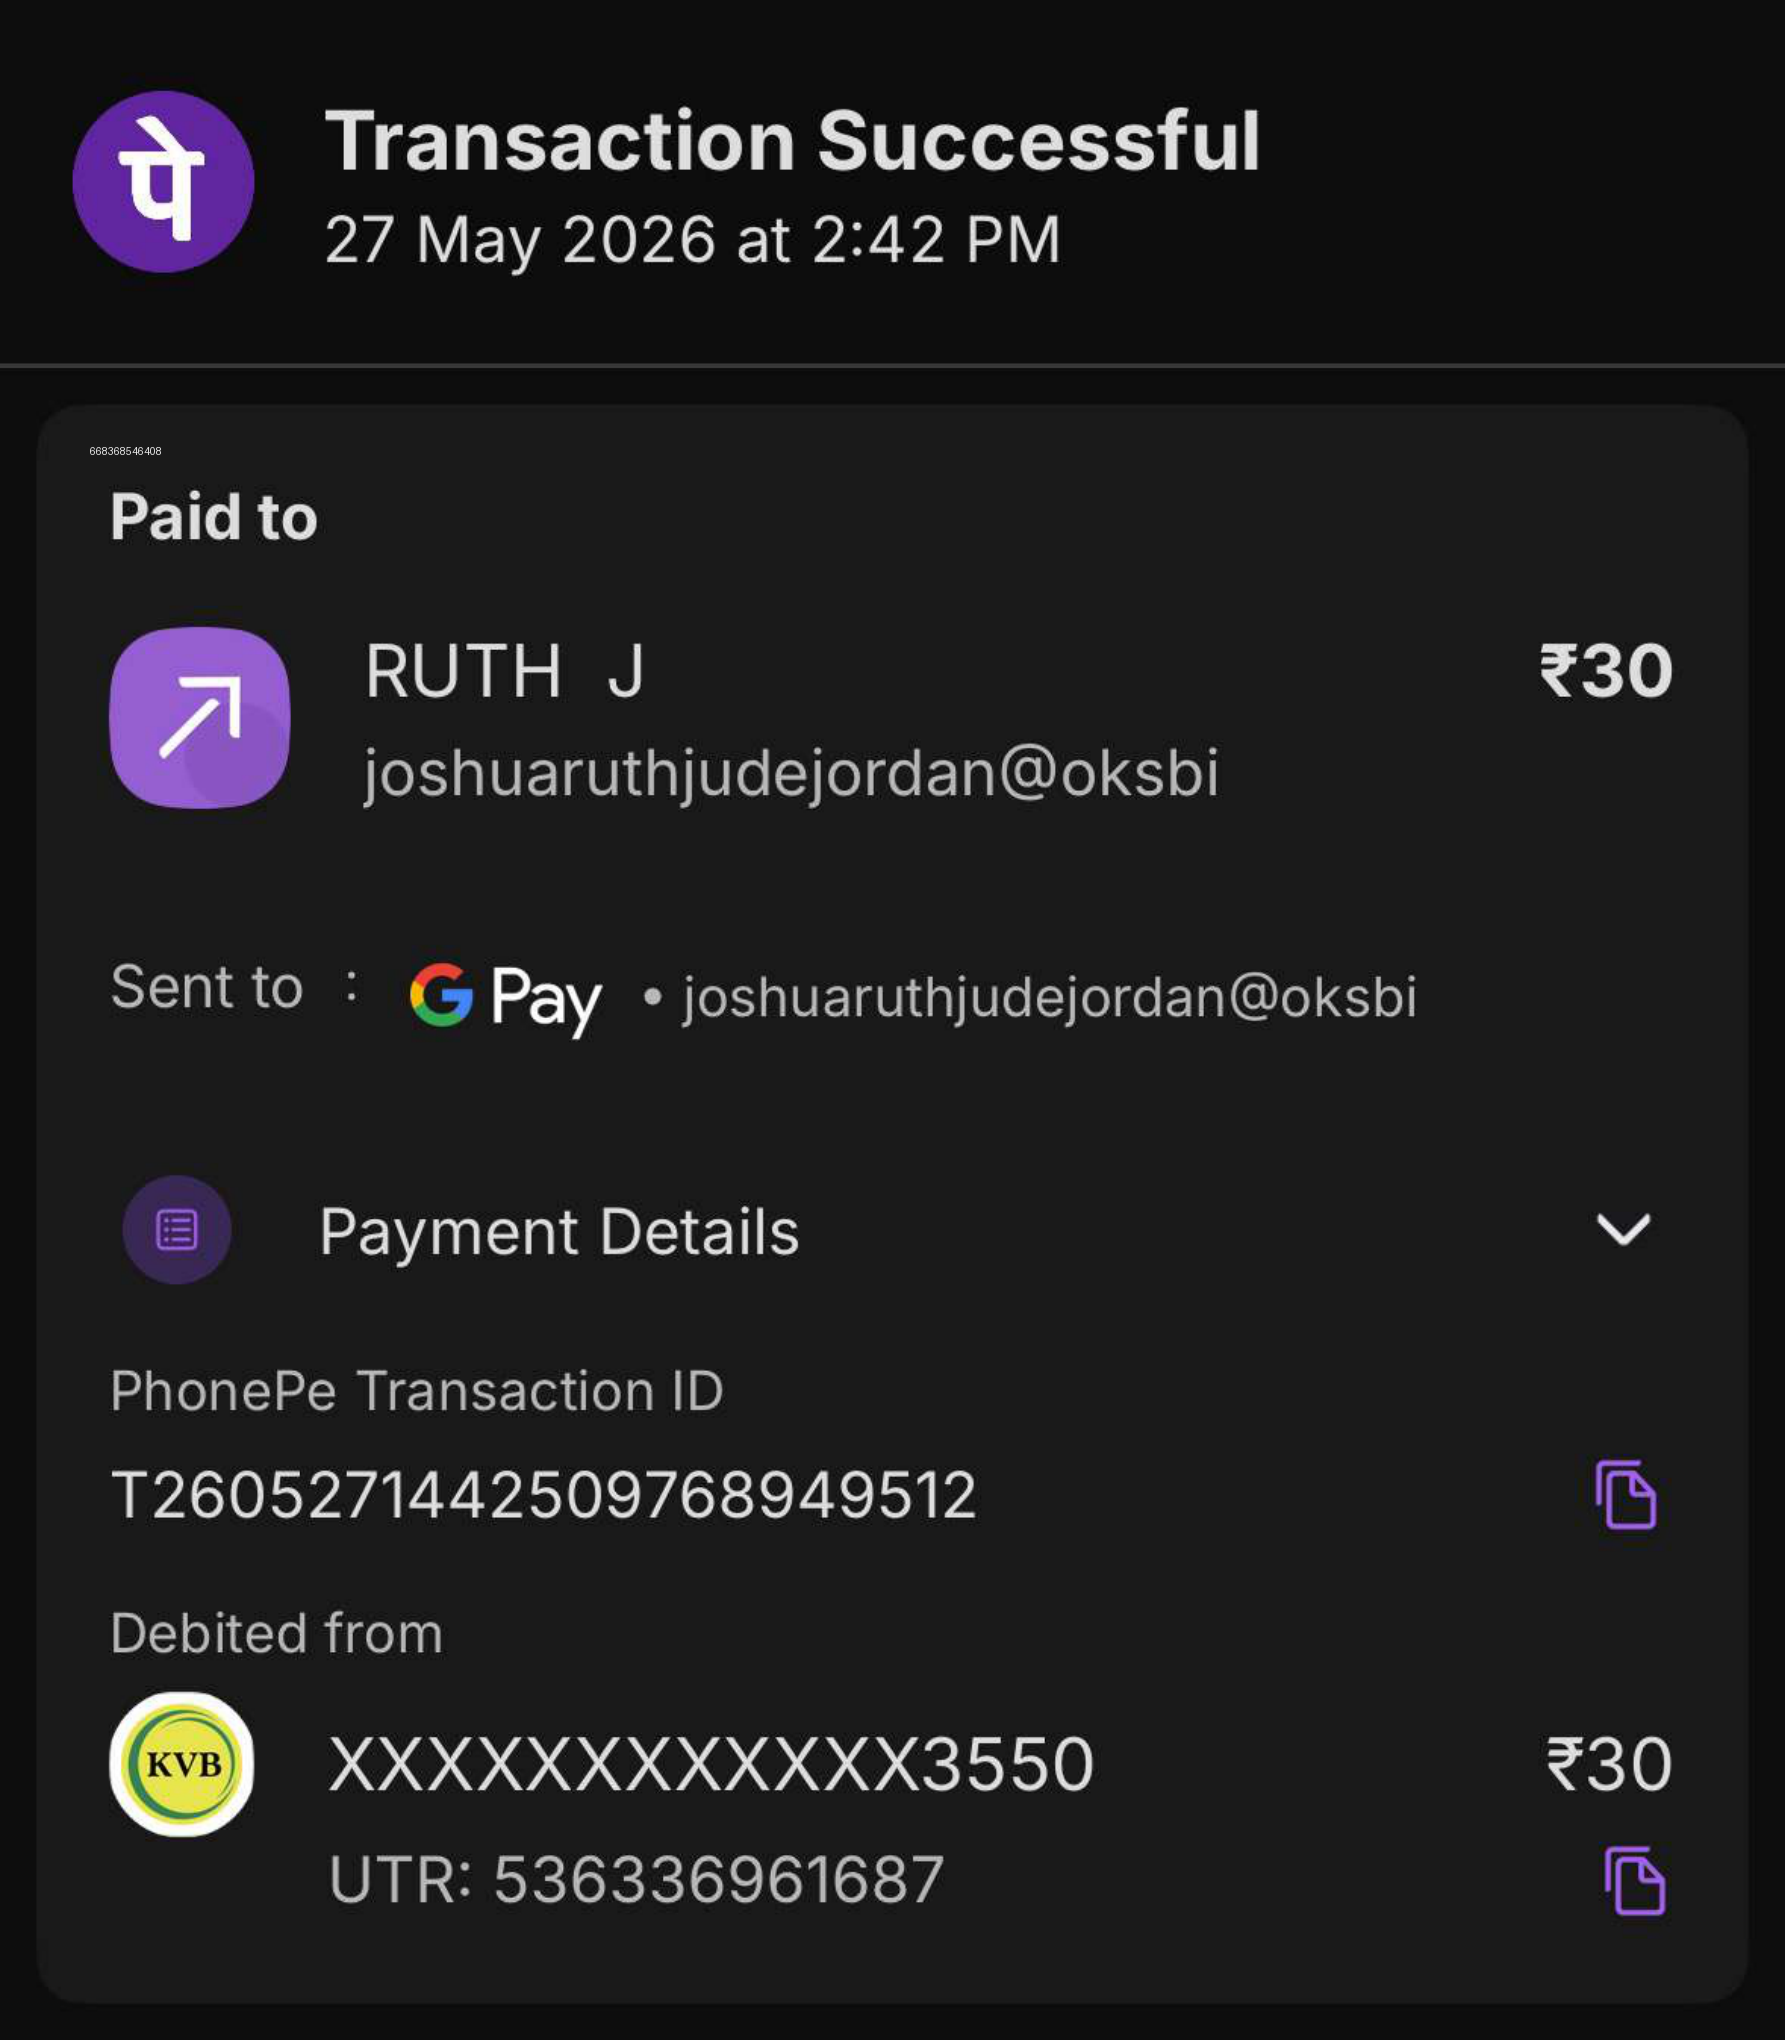 पे
Transaction Successful
27 May 2026 at 2:42 PM
668368546408
Paid to
RUTH J ₹30
joshuaruthjudejordan@oksbi
Sent to : G Pay • joshuaruthjudejordan@oksbi
Payment Details
PhonePe Transaction ID
T2605271442509768949512
Debited from
KVB XXXXXXXXXXXX3550 ₹30
UTR: 536336961687